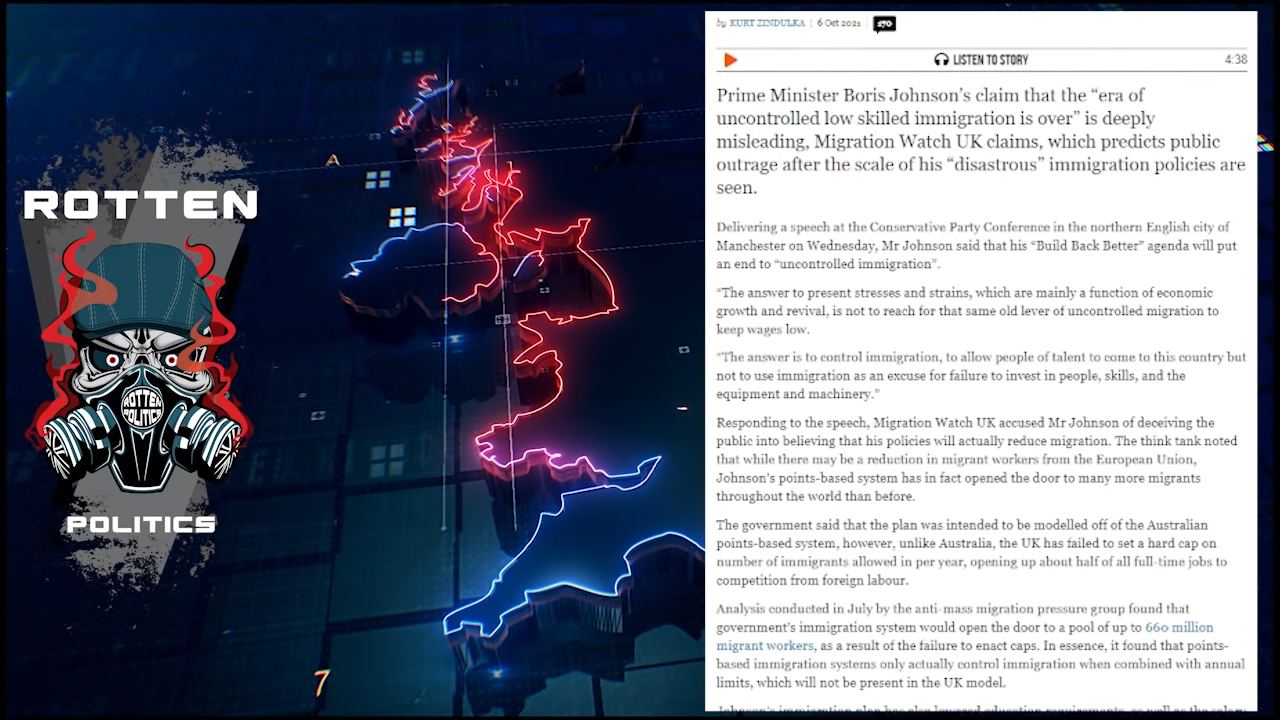 ROTTEN
ROTTEN
POLITICS
POLITICS
7
by KURT ZINDULKA | 6 Oct 2021 270
LISTEN TO STORY 4:38
Prime Minister Boris Johnson’s claim that the “era of
uncontrolled low skilled immigration is over” is deeply
misleading, Migration Watch UK claims, which predicts public
outrage after the scale of his “disastrous” immigration policies are
seen.
Delivering a speech at the Conservative Party Conference in the northern English city of
Manchester on Wednesday, Mr Johnson said that his “Build Back Better” agenda will put
an end to “uncontrolled immigration”.
“The answer to present stresses and strains, which are mainly a function of economic
growth and revival, is not to reach for that same old lever of uncontrolled migration to
keep wages low.
“The answer is to control immigration, to allow people of talent to come to this country but
not to use immigration as an excuse for failure to invest in people, skills, and the
equipment and machinery.”
Responding to the speech, Migration Watch UK accused Mr Johnson of deceiving the
public into believing that his policies will actually reduce migration. The think tank noted
that while there may be a reduction in migrant workers from the European Union,
Johnson’s points-based system has in fact opened the door to many more migrants
throughout the world than before.
The government said that the plan was intended to be modelled off of the Australian
points-based system, however, unlike Australia, the UK has failed to set a hard cap on
number of immigrants allowed in per year, opening up about half of all full-time jobs to
competition from foreign labour.
Analysis conducted in July by the anti-mass migration pressure group found that
government’s immigration system would open the door to a pool of up to 660 million
migrant workers, as a result of the failure to enact caps. In essence, it found that points-
based immigration systems only actually control immigration when combined with annual
limits, which will not be present in the UK model.
Johnson’s immigration plan has also lowered education requirements, as well as the salary